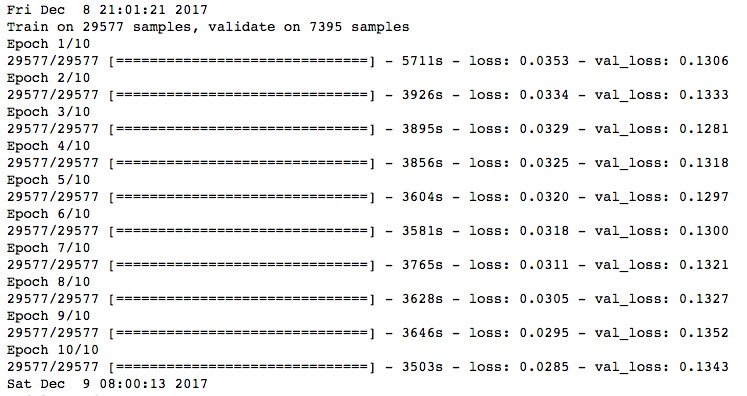 Fri Dec  8 21:01:21 2017
Train on 29577 samples, validate on 7395 samples
Epoch 1/10
29577/29577 [==============================] - 5711s - loss: 0.0353 - val_loss: 0.1306
Epoch 2/10
29577/29577 [==============================] - 3926s - loss: 0.0334 - val_loss: 0.1333
Epoch 3/10
29577/29577 [==============================] - 3895s - loss: 0.0329 - val_loss: 0.1281
Epoch 4/10
29577/29577 [==============================] - 3856s - loss: 0.0325 - val_loss: 0.1318
Epoch 5/10
29577/29577 [==============================] - 3604s - loss: 0.0320 - val_loss: 0.1297
Epoch 6/10
29577/29577 [==============================] - 3581s - loss: 0.0318 - val_loss: 0.1300
Epoch 7/10
29577/29577 [==============================] - 3765s - loss: 0.0311 - val_loss: 0.1321
Epoch 8/10
29577/29577 [==============================] - 3628s - loss: 0.0305 - val_loss: 0.1327
Epoch 9/10
29577/29577 [==============================] - 3646s - loss: 0.0295 - val_loss: 0.1352
Epoch 10/10
29577/29577 [==============================] - 3503s - loss: 0.0285 - val_loss: 0.1343
Sat Dec  9 08:00:13 2017